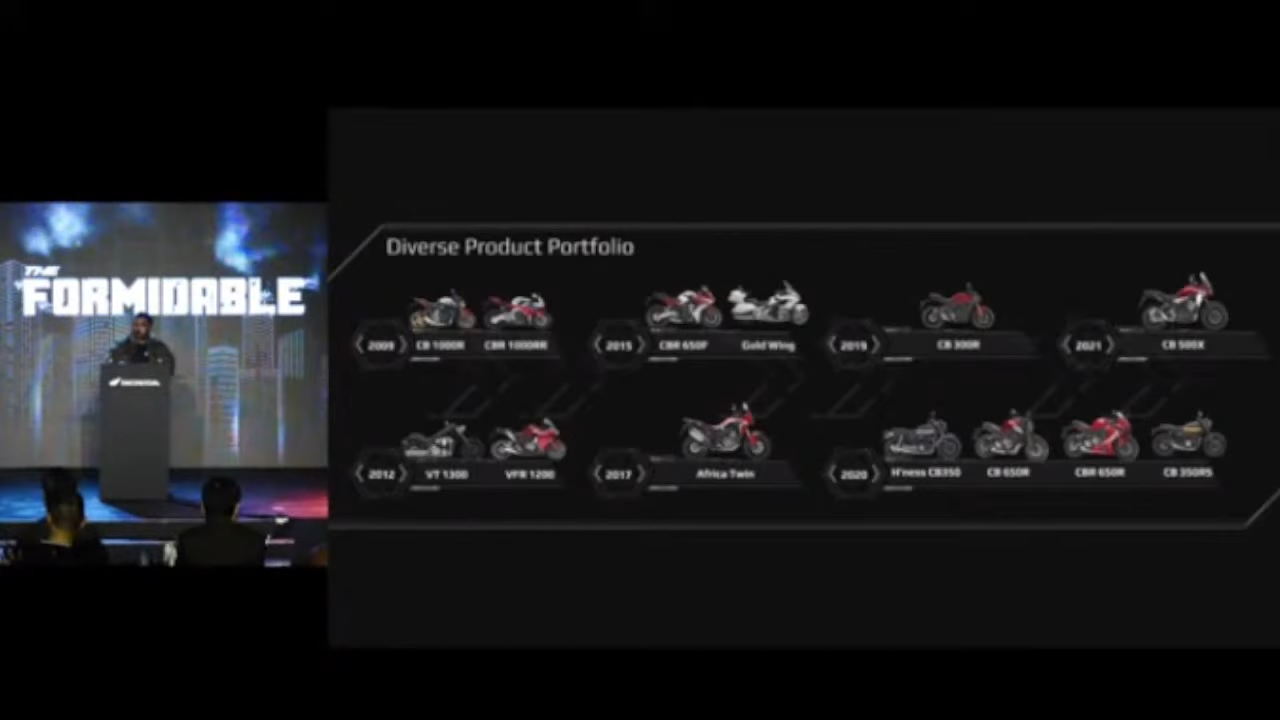 THE
FORMIDABLE
HONDA
Diverse Product Portfolio
2009 CB 1000R CBR 1000RR
2015 CBR 650F Gold Wing
2019 CB 300R
2021 CB 500X
2012 VT 1300 VFR 1200
2017 Africa Twin
2020 H'ness CB350 CB 650R CBR 650R CB 350RS